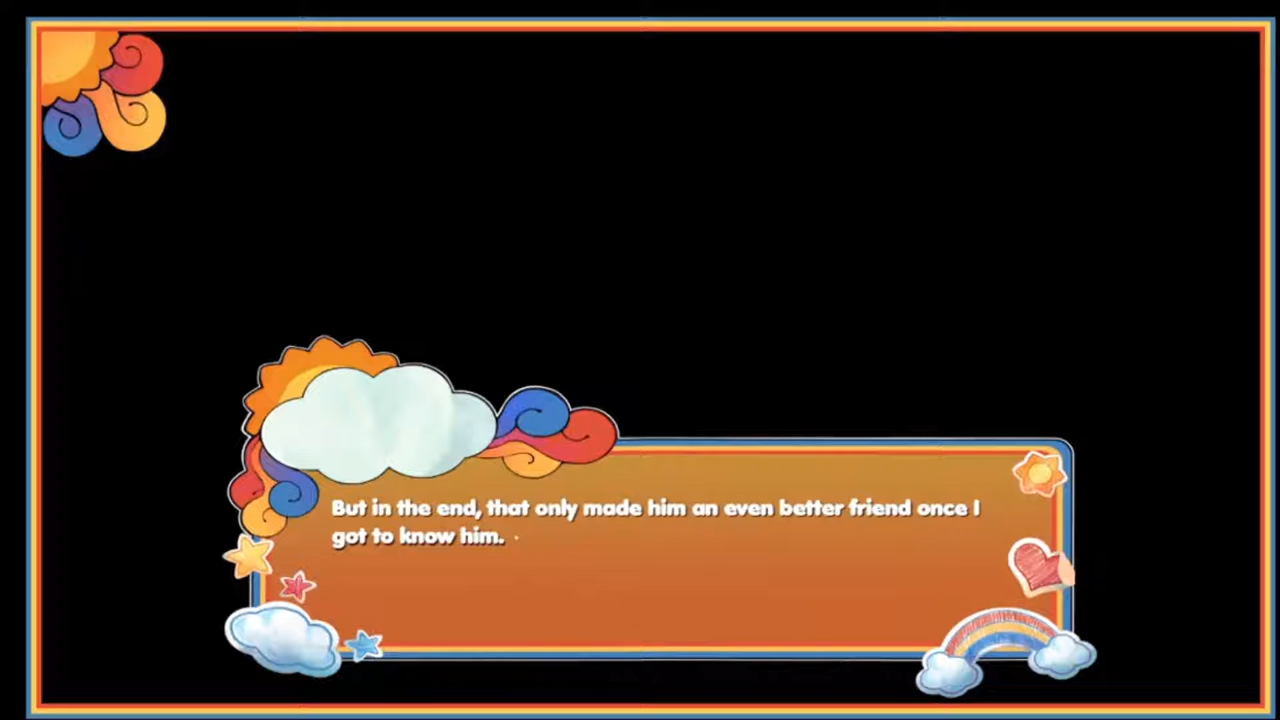 But in the end, that only made him an even better friend once I
got to know him.